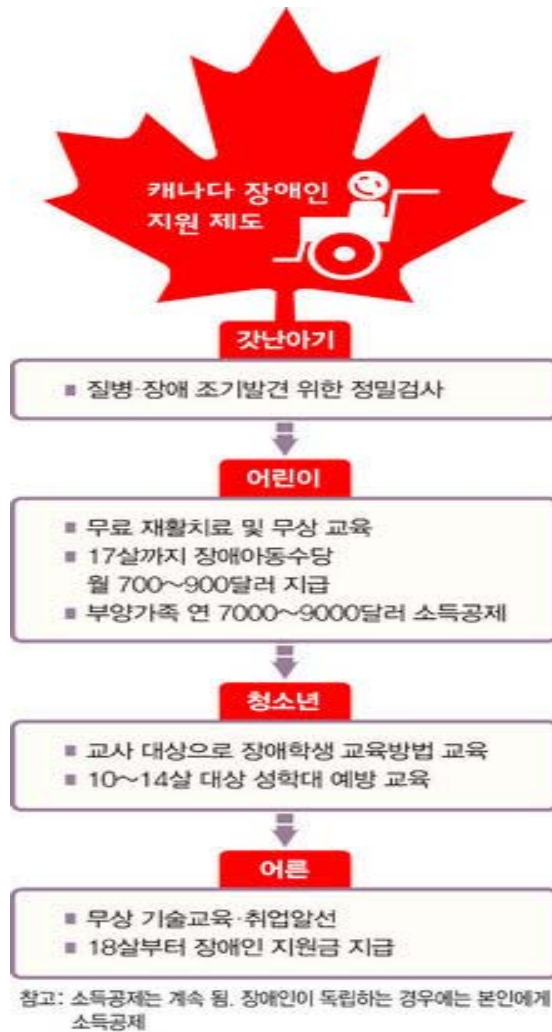 캐나다 장애인
지원 제도
갓난아기
■ 질병·장애 조기발견 위한 정밀검사
어린이
■ 무료 재활치료 및 무상 교육
■ 17살까지 장애아동수당
월 700~900달러 지급
■ 부양가족 연 7000~9000달러 소득공제
청소년
■ 교사 대상으로 장애학생 교육방법 교육
■ 10~14살 대상 성학대 예방 교육
어른
■ 무상 기술교육·취업알선
■ 18살부터 장애인 지원금 지급
참고: 소득공제는 계속 됨. 장애인이 독립하는 경우에는 본인에게
소득공제